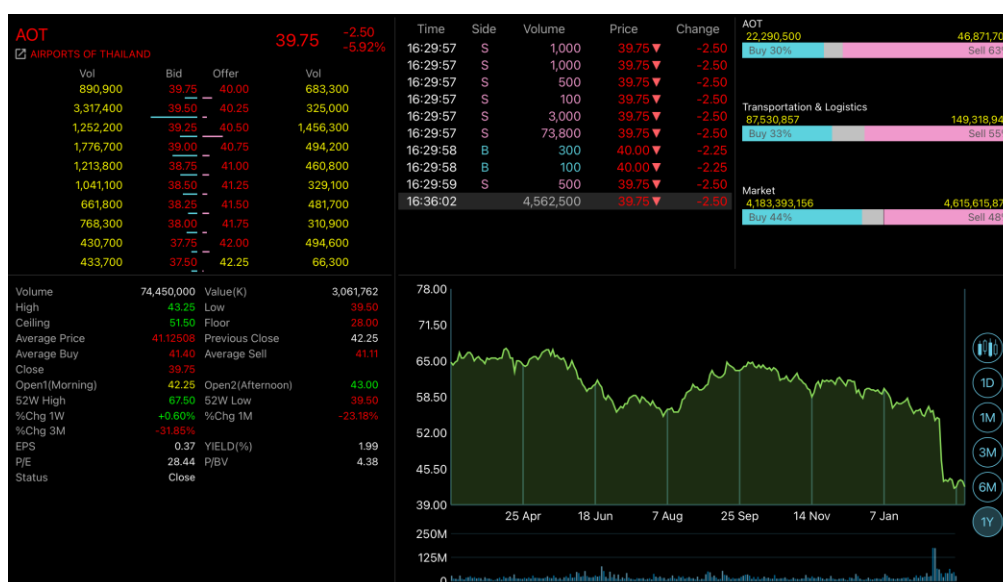 AOT
39.75
-2.50
-5.92%
AIRPORTS OF THAILAND
Vol Bid Offer Vol
890,900 39.75 40.00 683,300
3,317,400 39.50 40.25 325,000
1,252,200 39.25 40.50 1,456,300
1,776,700 39.00 40.75 494,200
1,213,800 38.75 41.00 460,800
1,041,100 38.50 41.25 329,100
661,800 38.25 41.50 481,700
768,300 38.00 41.75 310,900
430,700 37.75 42.00 494,600
433,700 37.50 42.25 66,300
Time Side Volume Price Change
16:29:57 S 1,000 39.75▼ -2.50
16:29:57 S 1,000 39.75▼ -2.50
16:29:57 S 500 39.75▼ -2.50
16:29:57 S 100 39.75▼ -2.50
16:29:57 S 3,000 39.75▼ -2.50
16:29:57 S 73,800 39.75▼ -2.50
16:29:58 B 300 40.00▼ -2.25
16:29:58 B 100 40.00▼ -2.25
16:29:59 S 500 39.75▼ -2.50
16:36:02 4,562,500 39.75▼ -2.50
AOT
22,290,500 46,871,70
Buy 30% Sell 63%
Transportation & Logistics
87,530,857 149,318,94
Buy 33% Sell 55%
Market
4,183,393,156 4,615,615,87
Buy 44% Sell 48%
Volume 74,450,000 Value(K) 3,061,762
High 43.25 Low 39.50
Ceiling 51.50 Floor 28.00
Average Price 41.12508 Previous Close 42.25
Average Buy 41.40 Average Sell 41.11
Close 39.75
Open1(Morning) 42.25 Open2(Afternoon) 43.00
52W High 67.50 52W Low 39.50
%Chg 1W +0.60% %Chg 1M -23.18%
%Chg 3M -31.85%
EPS 0.37 YIELD(%) 1.99
P/E 28.44 P/BV 4.38
Status Close
78.00
71.50
65.00
58.50
52.00
45.50
39.00
25 Apr 18 Jun 7 Aug 25 Sep 14 Nov 7 Jan
250M
125M
0
1D
1M
3M
6M
1Y